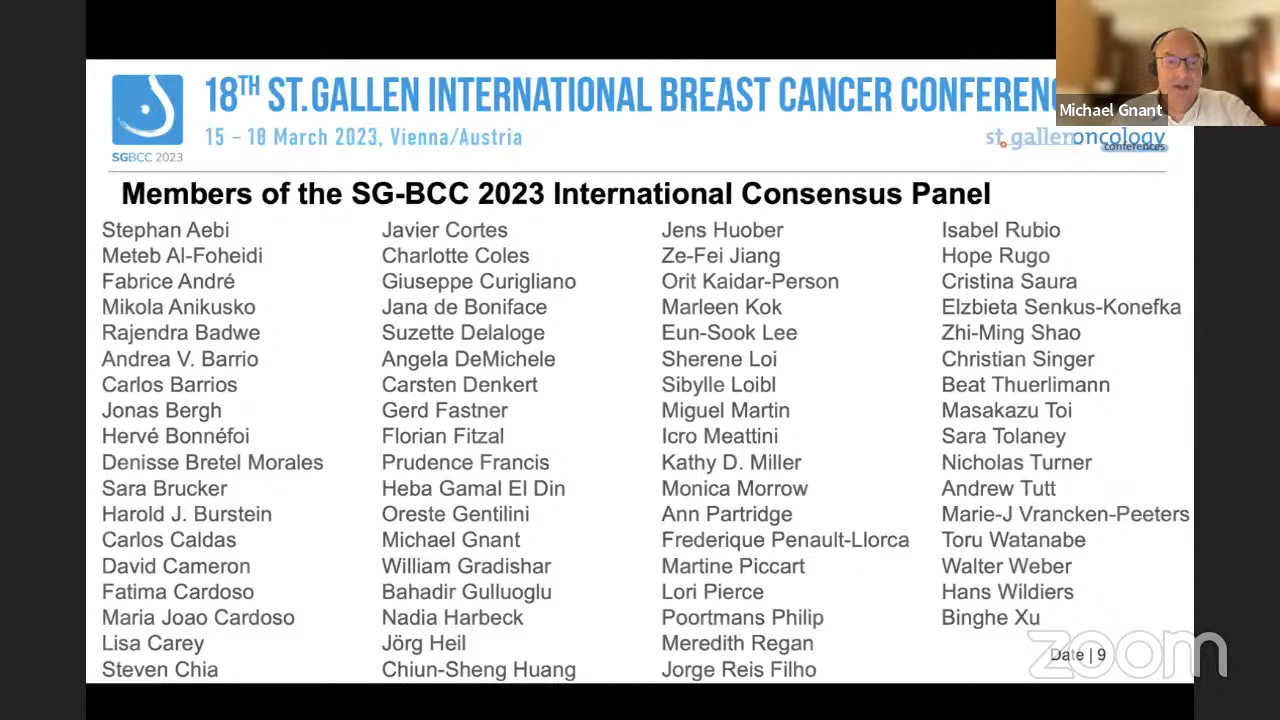 18TH ST.GALLEN INTERNATIONAL BREAST CANCER CONFEREN
15 – 18 March 2023, Vienna/Austria
SGBCC 2023
Michael Gnant
st.gallenoncology
conferences
Members of the SG-BCC 2023 International Consensus Panel
Stephan Aebi
Meteb Al-Foheidi
Fabrice André
Mikola Anikusko
Rajendra Badwe
Andrea V. Barrio
Carlos Barrios
Jonas Bergh
Hervé Bonnéfoi
Denisse Bretel Morales
Sara Brucker
Harold J. Burstein
Carlos Caldas
David Cameron
Fatima Cardoso
Maria Joao Cardoso
Lisa Carey
Steven Chia
Javier Cortes
Charlotte Coles
Giuseppe Curigliano
Jana de Boniface
Suzette Delaloge
Angela DeMichele
Carsten Denkert
Gerd Fastner
Florian Fitzal
Prudence Francis
Heba Gamal El Din
Oreste Gentilini
Michael Gnant
William Gradishar
Bahadir Gulluoglu
Nadia Harbeck
Jörg Heil
Chiun-Sheng Huang
Jens Huober
Ze-Fei Jiang
Orit Kaidar-Person
Marleen Kok
Eun-Sook Lee
Sherene Loi
Sibylle Loibl
Miguel Martin
Icro Meattini
Kathy D. Miller
Monica Morrow
Ann Partridge
Frederique Penault-Llorca
Martine Piccart
Lori Pierce
Poortmans Philip
Meredith Regan
Jorge Reis Filho
Isabel Rubio
Hope Rugo
Cristina Saura
Elzbieta Senkus-Konefka
Zhi-Ming Shao
Christian Singer
Beat Thuerlimann
Masakazu Toi
Sara Tolaney
Nicholas Turner
Andrew Tutt
Marie-J Vrancken-Peeters
Toru Watanabe
Walter Weber
Hans Wildiers
Binghe Xu
Date | 9
zoom